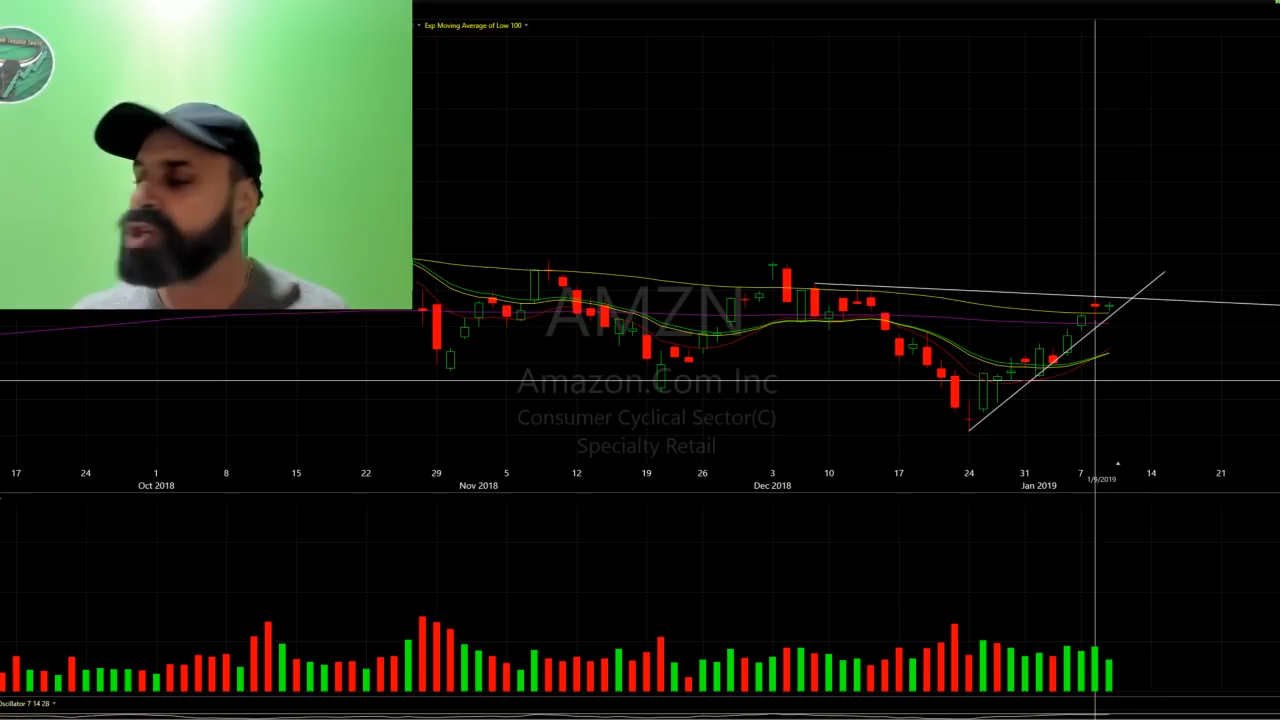 Exp Moving Average of Low 100
AMZN
Amazon.Com Inc
Consumer Cyclical Sector(C)
Specialty Retail
17 24 1 8 15 22 29 5 12 19 26 3 10 17 24 31 7 14 21
Oct 2018 Nov 2018 Dec 2018 Jan 2019 1/9/2019
Oscillator 7 14 28